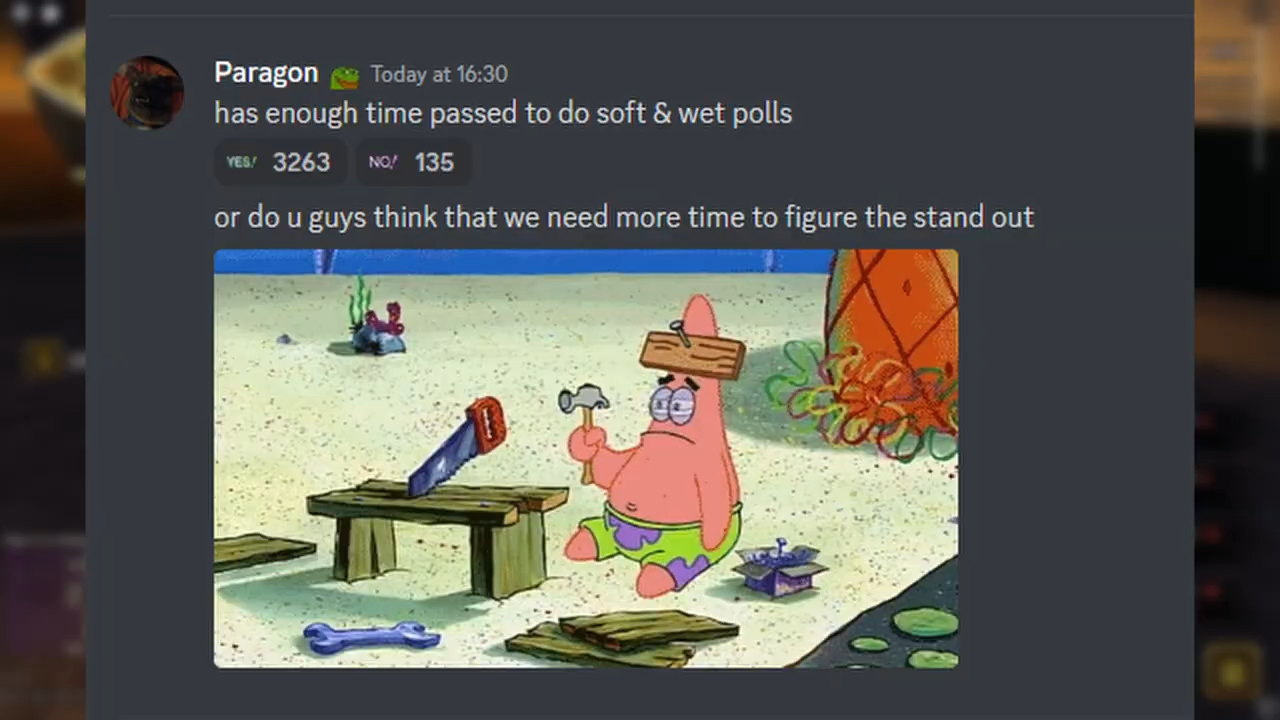 Paragon Today at 16:30
has enough time passed to do soft & wet polls
YES! 3263 NO! 135
or do u guys think that we need more time to figure the stand out